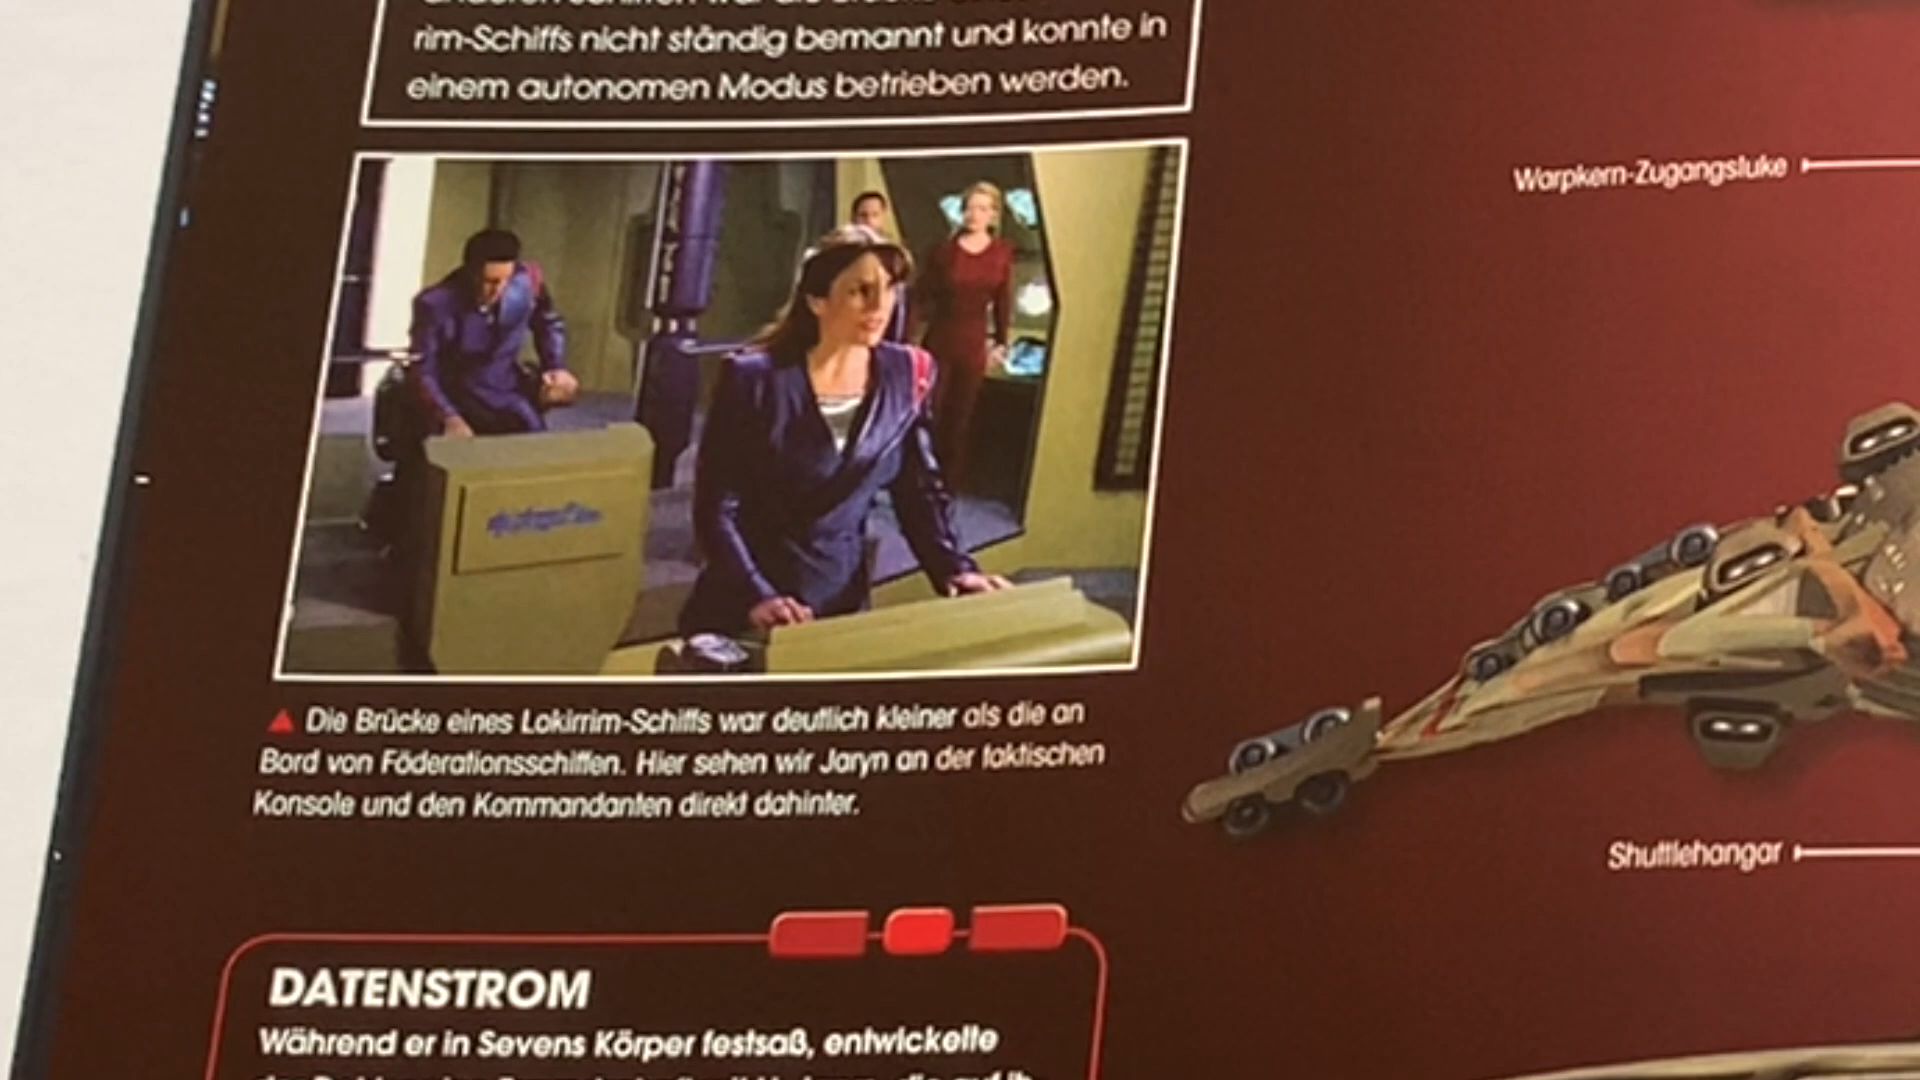 rim-Schiffs nicht ständig bemannt und konnte in
einem autonomen Modus betrieben werden.
Warpkern-Zugangsluke
▲ Die Brücke eines Lokirrim-Schiffs war deutlich kleiner als die an
Bord von Föderationsschiffen. Hier sehen wir Jaryn an der taktischen
Konsole und den Kommandanten direkt dahinter.
Shuttlehangar
DATENSTROM
Während er in Sevens Körper festsaß, entwickelte